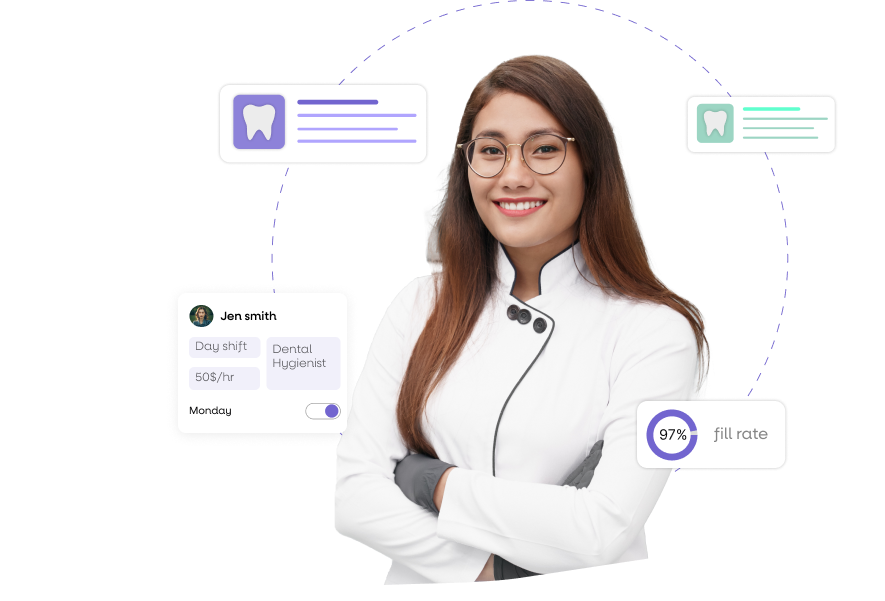 Jen smith
Day shift
Dental
Hygienist
50$/hr
Monday
97%
fill rate